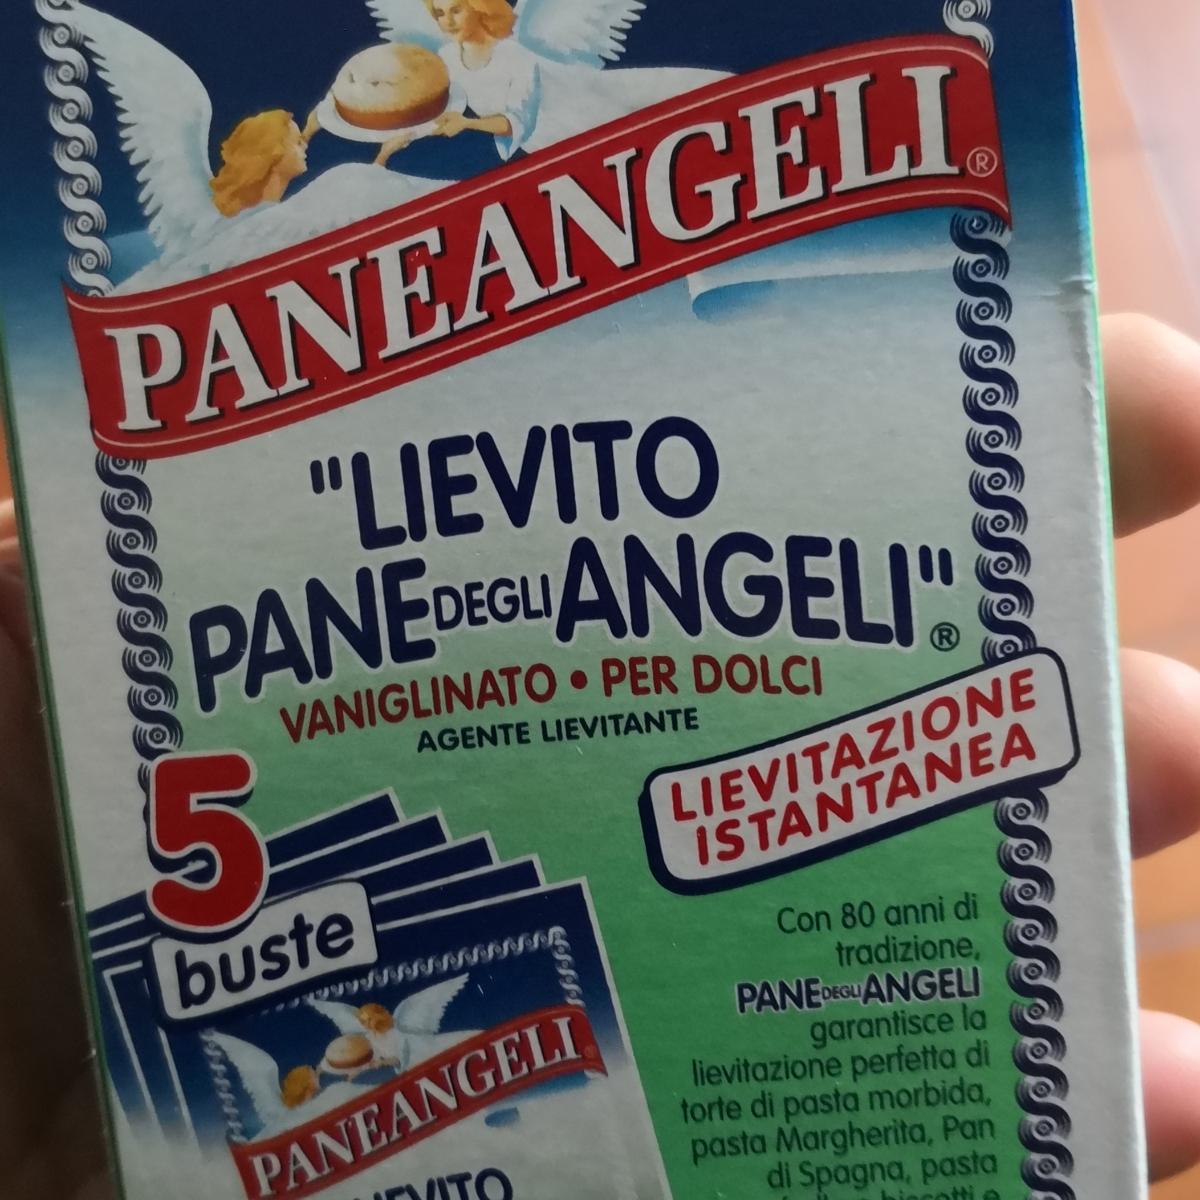 PANEANGELI®
"LIEVITO
PANE DEGLI ANGELI"®
VANIGLINATO • PER DOLCI
AGENTE LIEVITANTE
LIEVITAZIONE
ISTANTANEA
5
buste
Con 80 anni di
tradizione,
PANE DEGLI ANGELI
garantisce la
lievitazione perfetta di
torte di pasta morbida,
pasta Margherita, Pan
di Spagna, pasta
PANEANGELI
LIEVITO